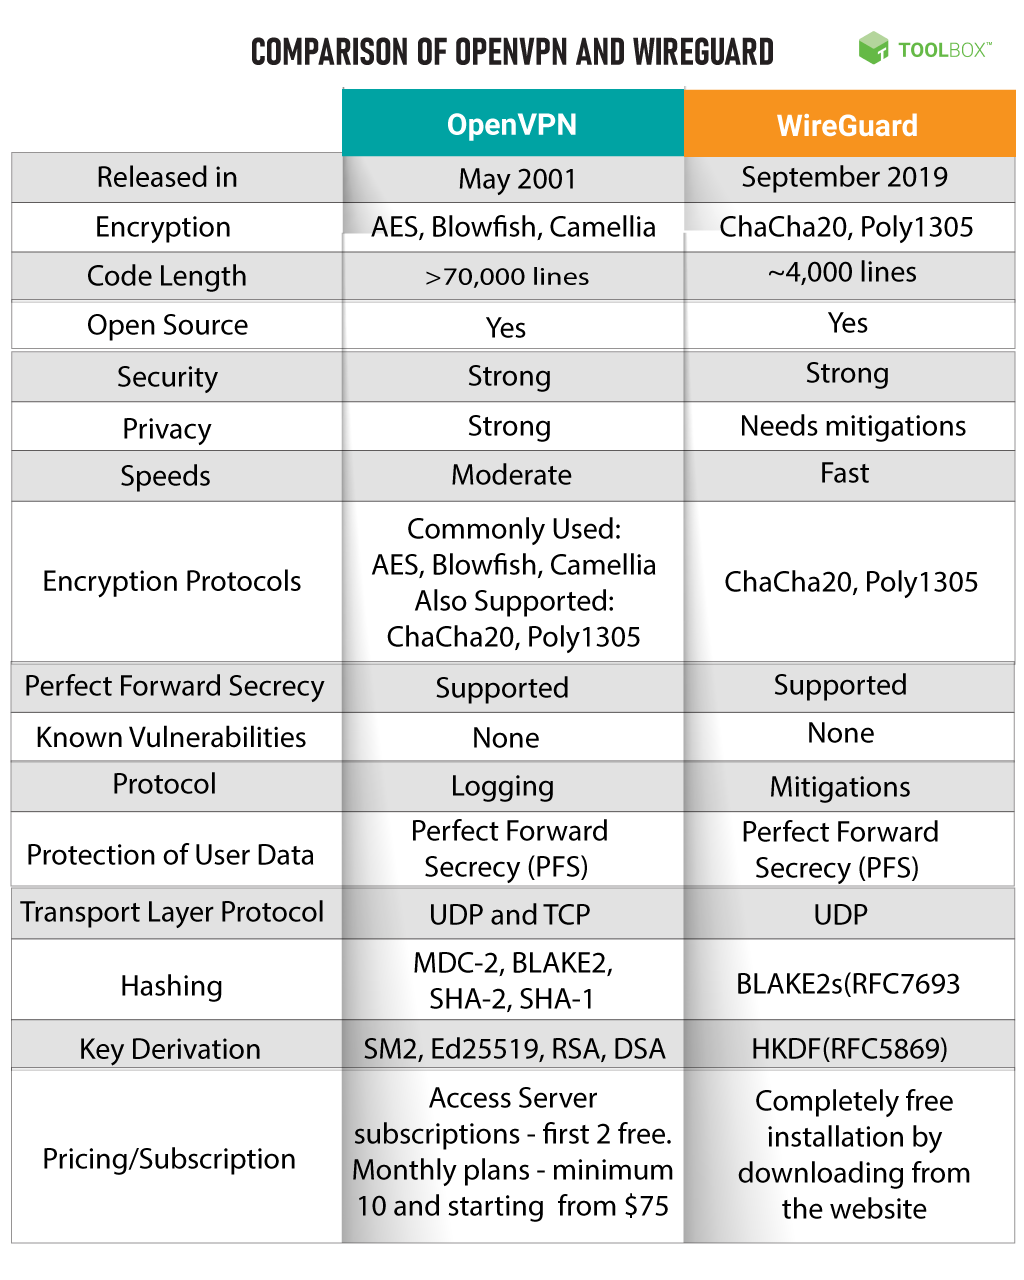 COMPARISON OF OPENVPN AND WIREGUARD
TOOLBOX™
OpenVPN
WireGuard
Released in
May 2001
September 2019
Encryption
AES, Blowfish, Camellia
ChaCha20, Poly1305
Code Length
>70,000 lines
~4,000 lines
Open Source
Yes
Yes
Security
Strong
Strong
Privacy
Strong
Needs mitigations
Speeds
Moderate
Fast
Encryption Protocols
Commonly Used:
AES, Blowfish, Camellia
Also Supported:
ChaCha20, Poly1305
ChaCha20, Poly1305
Perfect Forward Secrecy
Supported
Supported
Known Vulnerabilities
None
None
Protocol
Logging
Mitigations
Protection of User Data
Perfect Forward
Secrecy (PFS)
Perfect Forward
Secrecy (PFS)
Transport Layer Protocol
UDP and TCP
UDP
Hashing
MDC-2, BLAKE2,
SHA-2, SHA-1
BLAKE2s(RFC7693
Key Derivation
SM2, Ed25519, RSA, DSA
HKDF(RFC5869)
Pricing/Subscription
Access Server
subscriptions - first 2 free.
Monthly plans - minimum
10 and starting from $75
Completely free
installation by
downloading from
the website